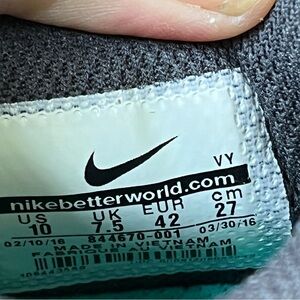 VY
nikebetterworld.com
US UK EUR cm
10 7.5 42 27
02/10/16 844670-001 03/30/16
MADE IN VIETNAM
VIETNAM